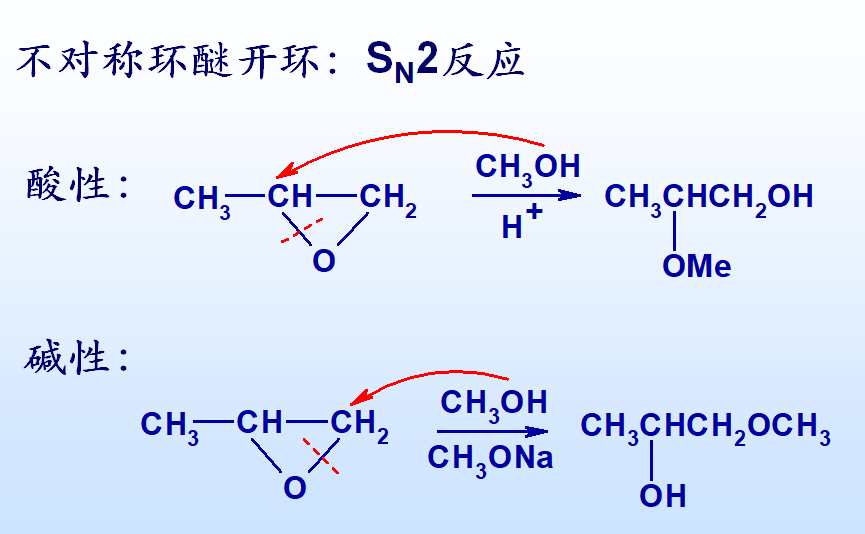 不对称环醚开环：SN2反应
酸性：
CH3—CH—CH2
O
CH3OH
H+
CH3CHCH2OH
OMe
碱性：
CH3—CH—CH2
O
CH3OH
CH3ONa
CH3CHCH2OCH3
OH